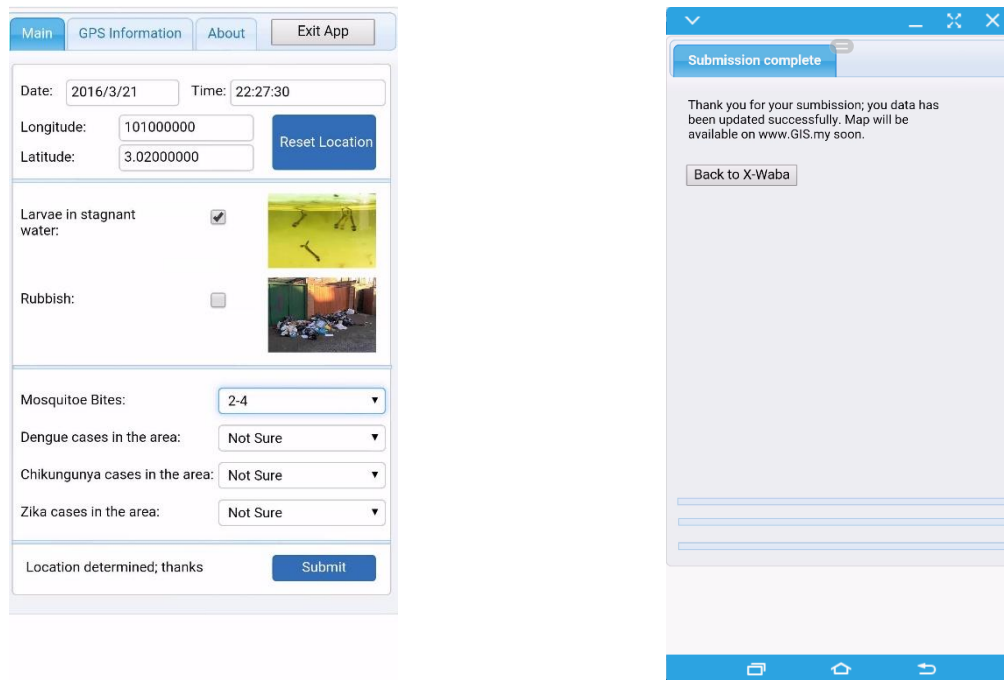 Main GPS Information About Exit App
Date: 2016/3/21 Time: 22:27:30
Longitude: 101000000
Reset Location
Latitude: 3.02000000
Larvae in stagnant
water:
Rubbish:
Mosquitoe Bites: 2-4
Dengue cases in the area: Not Sure
Chikungunya cases in the area: Not Sure
Zika cases in the area: Not Sure
Location determined; thanks Submit
Submission complete
Thank you for your sumbission; you data has
been updated successfully. Map will be
available on www.GIS.my soon.
Back to X-Waba